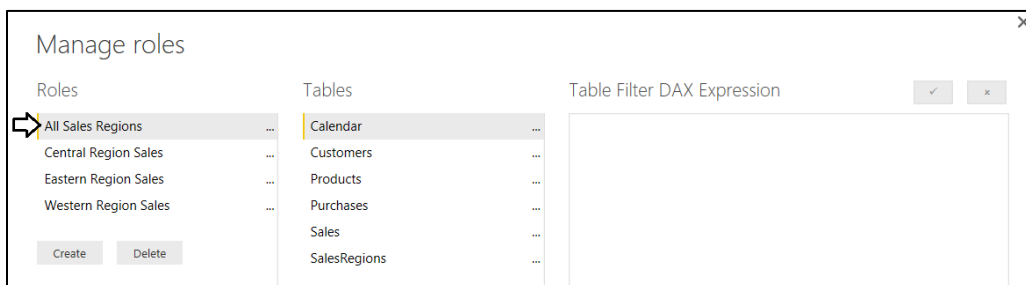 Manage roles
Roles
Tables
Table Filter DAX Expression
All Sales Regions ...
Calendar ...
Central Region Sales ...
Customers ...
Eastern Region Sales ...
Products ...
Western Region Sales ...
Purchases ...
Sales ...
Create
Delete
SalesRegions ...